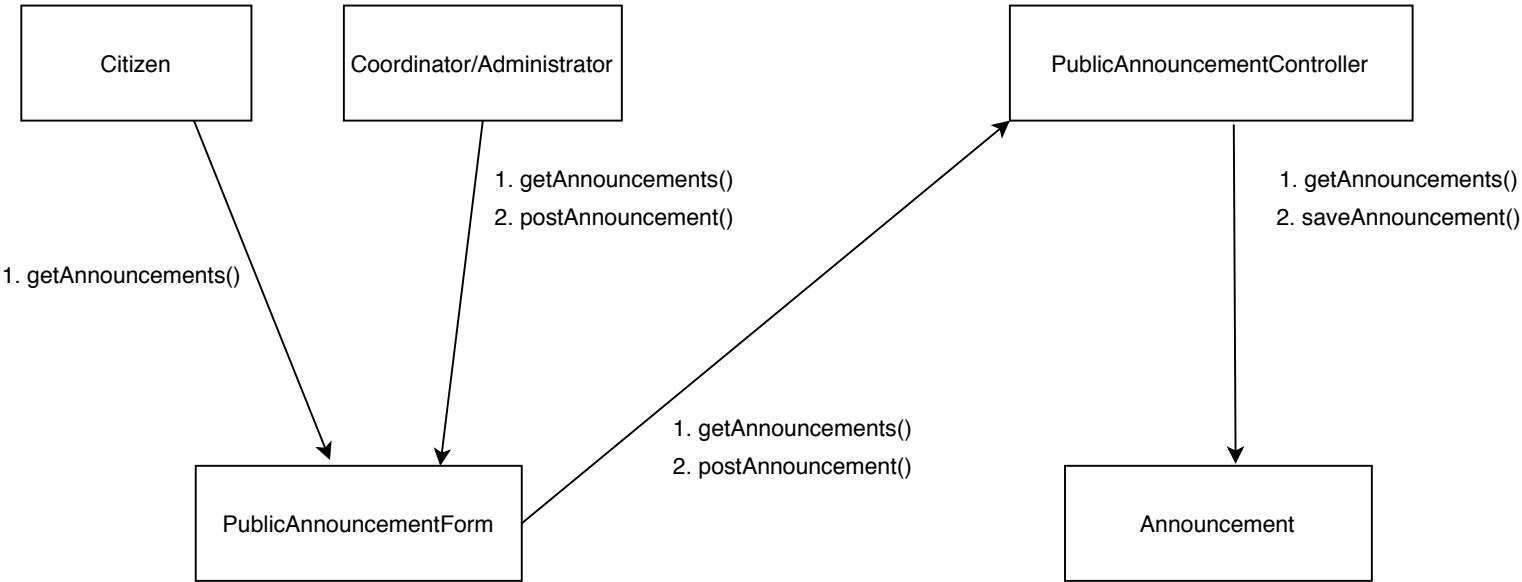 Citizen
Coordinator/Administrator
PublicAnnouncementController
1. getAnnouncements()
2. postAnnouncement()
1. getAnnouncements()
2. saveAnnouncement()
1. getAnnouncements()
1. getAnnouncements()
2. postAnnouncement()
PublicAnnouncementForm
Announcement